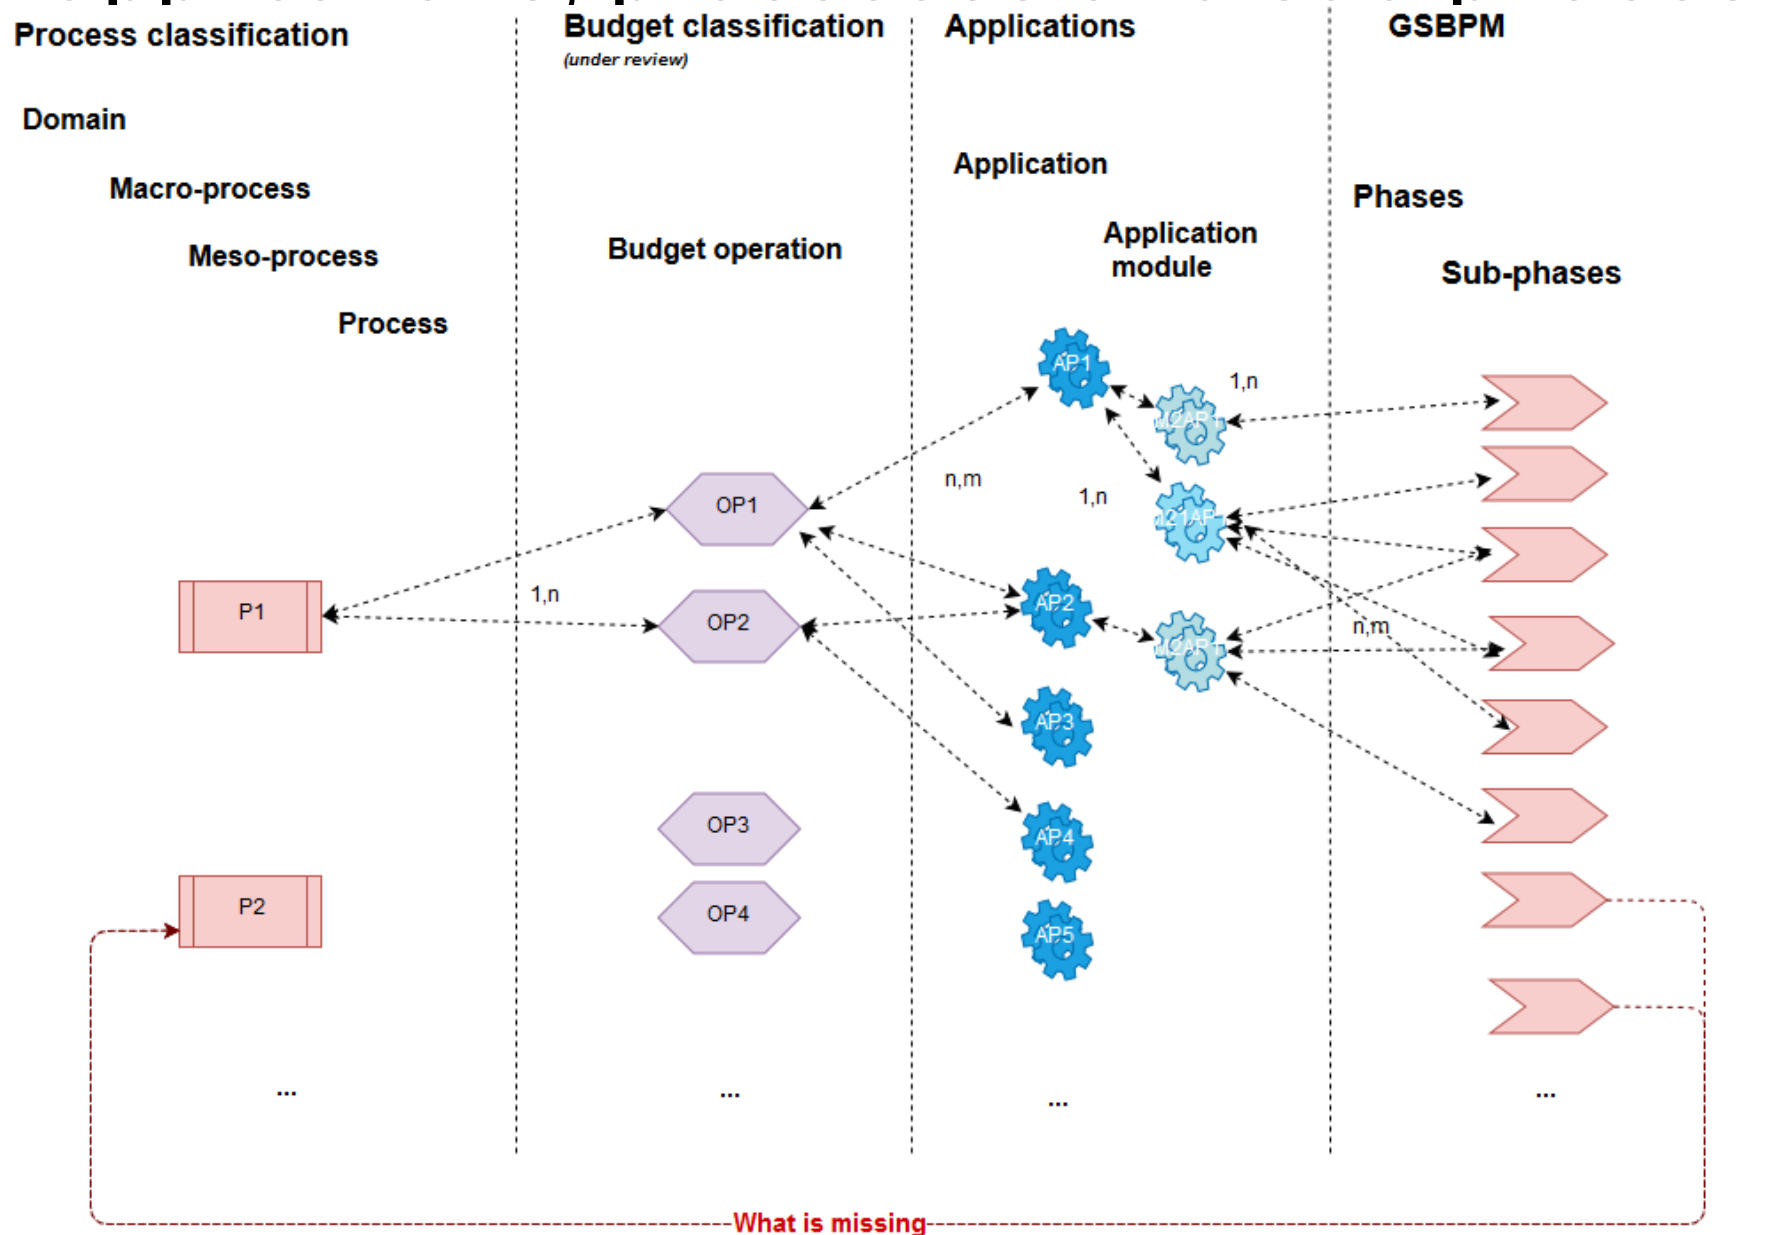 Process classification
Budget classification
(under review)
Applications
GSBPM
Domain
Macro-process
Meso-process
Process
Budget operation
Application
Application
module
Phases
Sub-phases
AP1
1,n
n,m
1,n
OP1
1,n
P1
OP2
AP2
n,m
AP3
OP3
AP4
P2
OP4
AP5
...
...
...
...
What is missing